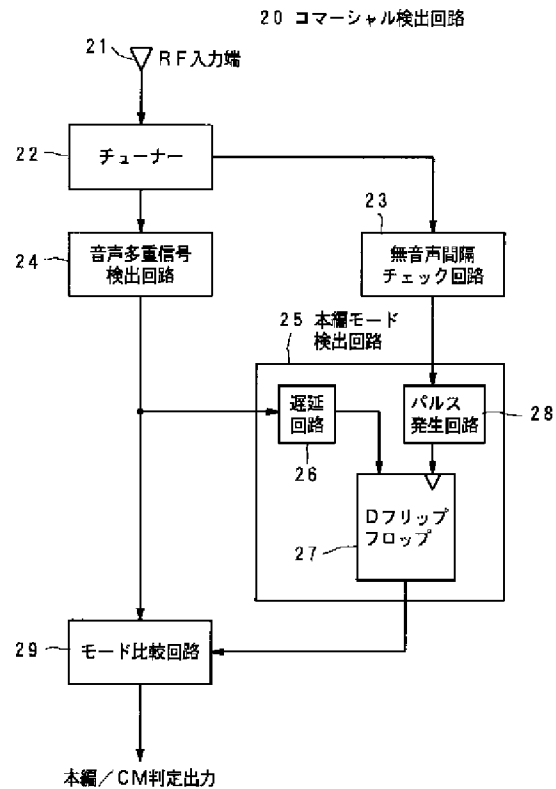 20 コマーシャル検出回路
21
RF入力端
22
チューナー
23
24
音声多重信号
検出回路
無音声間隔
チェック回路
25 本編モード
検出回路
遅延
回路
26
パルス
発生回路
28
Dフリップ
フロップ
27
29
モード比較回路
本編/CM判定出力